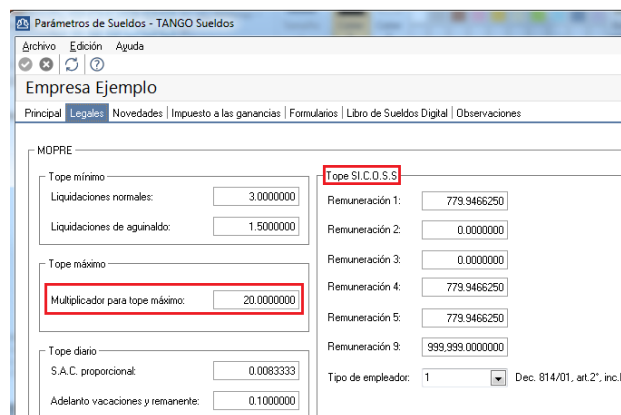 Parámetros de Sueldos - TANGO Sueldos
Archivo Edición Ayuda
Empresa Ejemplo
Principal Legales Novedades Impuesto a las ganancias Formularios Libro de Sueldos Digital Observaciones
MOPRE
Tope mínimo
Liquidaciones normales: 3.0000000
Liquidaciones de aguinaldo: 1.5000000
Tope máximo
Multiplicador para tope máximo: 20.0000000
Tope diario
S.A.C. proporcional: 0.0083333
Adelanto vacaciones y remanente: 0.1000000
Tope SI.C.O.S.S
Remuneración 1: 779.9466250
Remuneración 2: 0.0000000
Remuneración 3: 0.0000000
Remuneración 4: 779.9466250
Remuneración 5: 779.9466250
Remuneración 9: 999,999.0000000
Tipo de empleador: 1 Dec. 814/01, art.2°, inc.